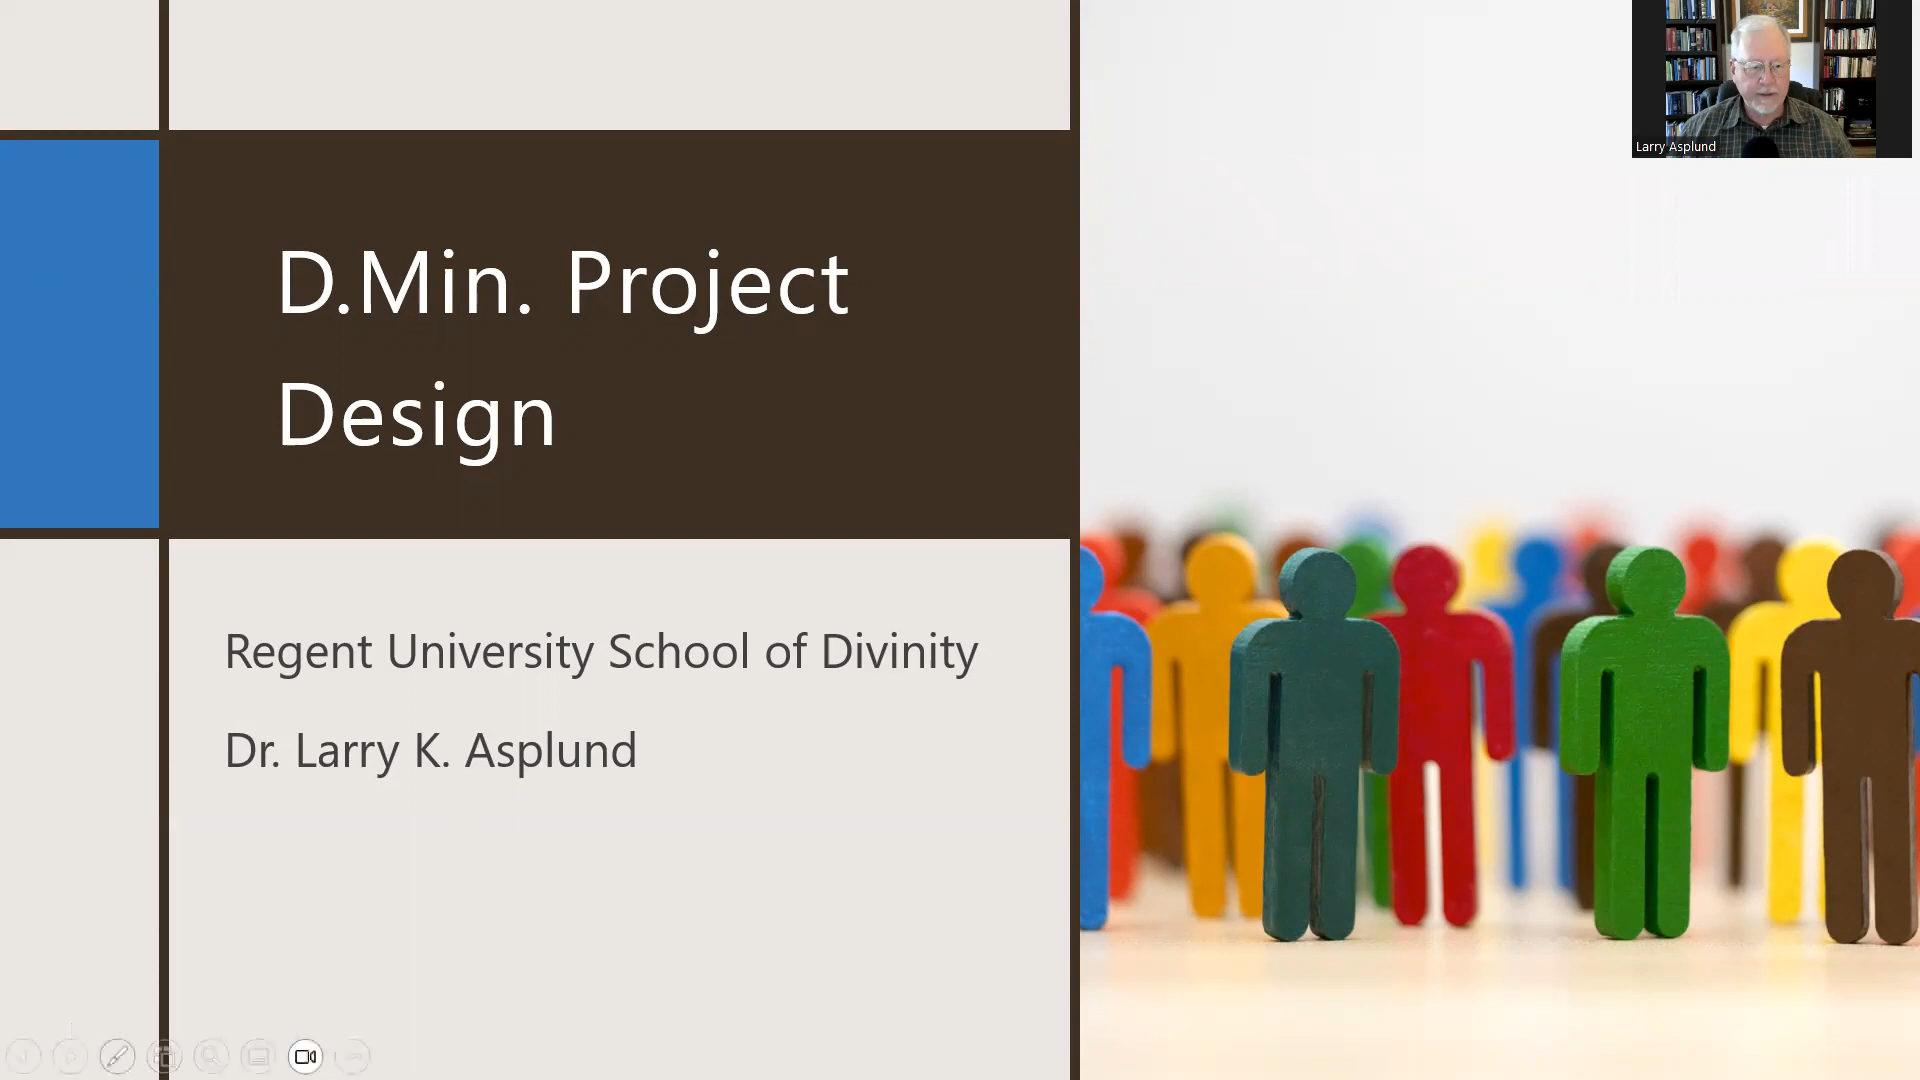 D.Min. Project
Design
Regent University School of Divinity
Dr. Larry K. Asplund
Larry Asplund